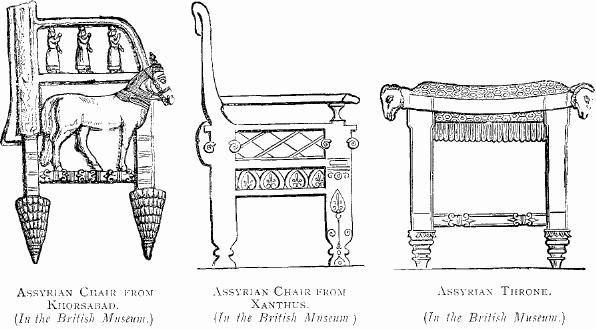 ASSYRIAN CHAIR FROM
KHORSABAD.
(In the British Museum.)
ASSYRIAN CHAIR FROM
XANTHUS.
(In the British Museum)
ASSYRIAN THRONE.
(In the British Museum.)